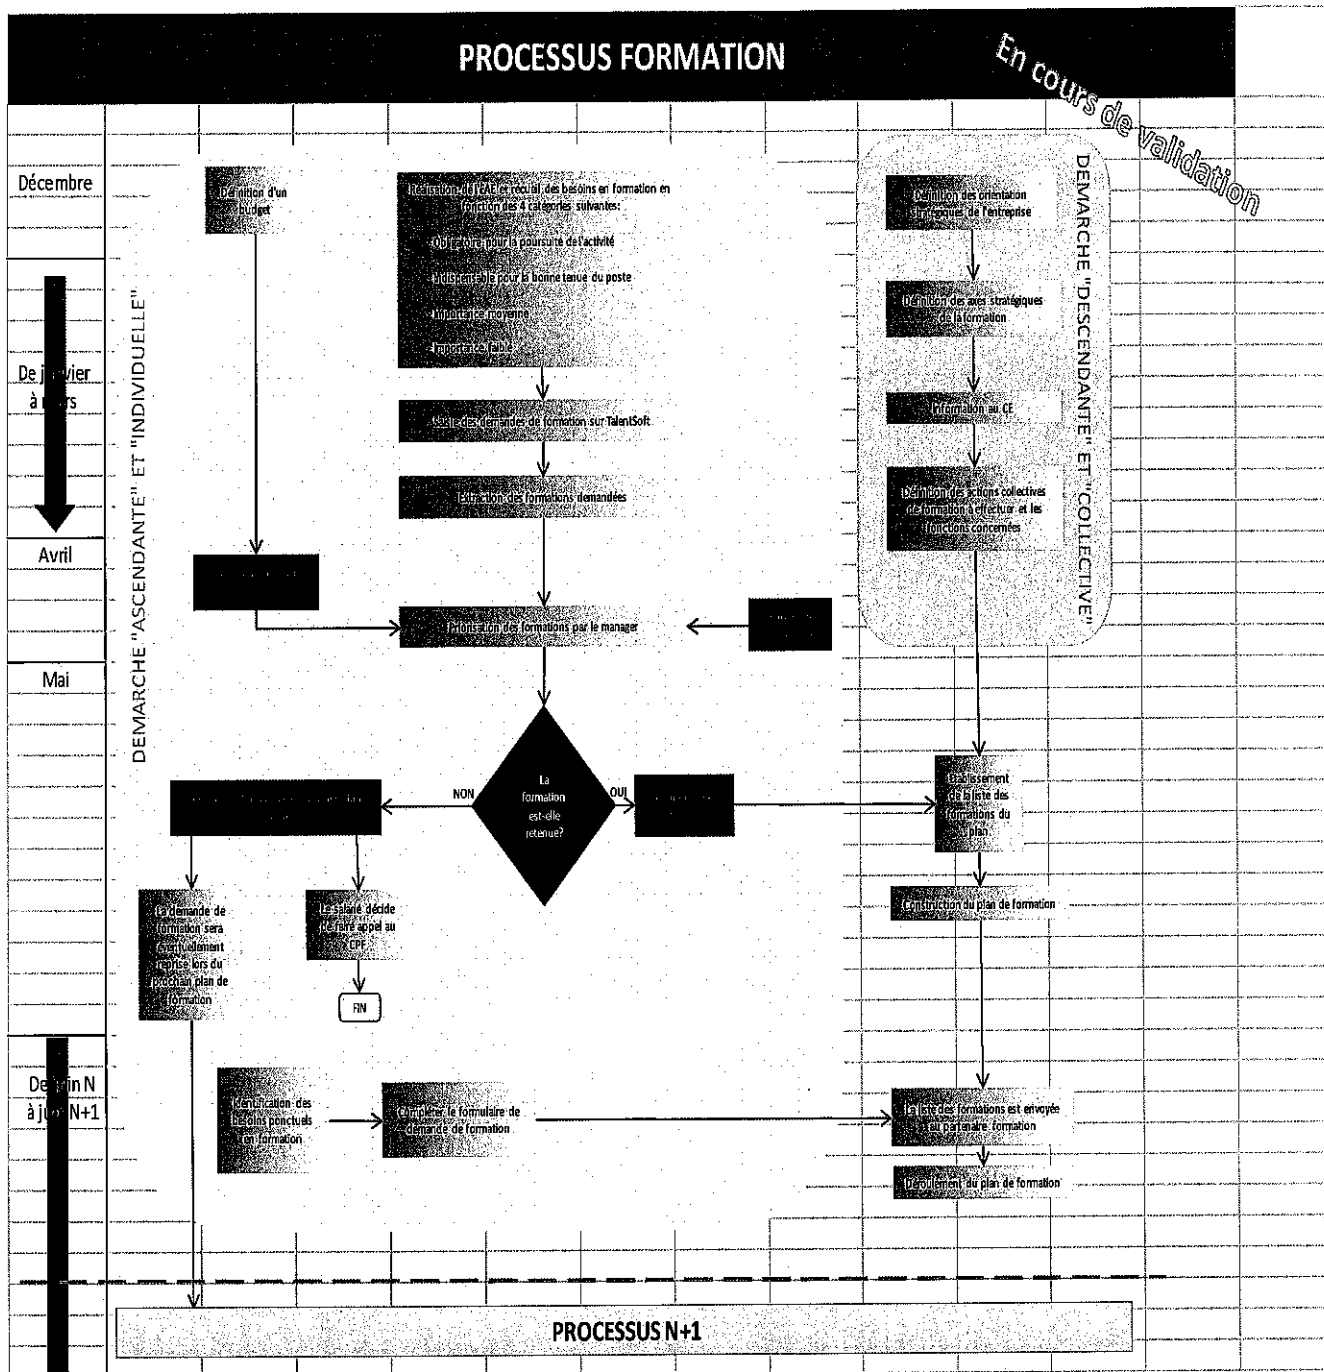 PROCESSUS FORMATION
En cours de validation
Décembre
De janvier
à mars
Avril
Mai
De juin N
à juin N+1
DEMARCHE "ASCENDANTE" ET "INDIVIDUELLE"
Définition d'un
budget
Réalisation de l'EAE et recueil des besoins en formation en
fonction des 4 catégories suivantes:
-Obligatoire pour la poursuite de l'activité
-Indispensable pour la bonne tenue du poste
-Importance moyenne
-Importance faible
Saisie des demandes de formation sur TalentSoft
Extraction des formations demandées
Priorisation des formations par le manager
La
formation
est-elle
retenue?
NON
OUI
La demande de
formation sera
éventuellement
reprise lors du
prochain plan de
formation
Le salarié décide
de faire appel au
CPF
FIN
Identification des
besoins ponctuels
en formation
Compléter le formulaire de
demande de formation
DEMARCHE "DESCENDANTE" ET "COLLECTIVE"
Définition des orientation
stratégiques de l'entreprise
Définition des axes stratégiques
de la formation
Information au CE
Définition des actions collectives
de formation à effectuer et les
fonctions concernées
Etablissement
de la liste des
formations du
plan
Construction du plan de formation
La liste des formations est envoyée
au partenaire formation
Déroulement du plan de formation
PROCESSUS N+1